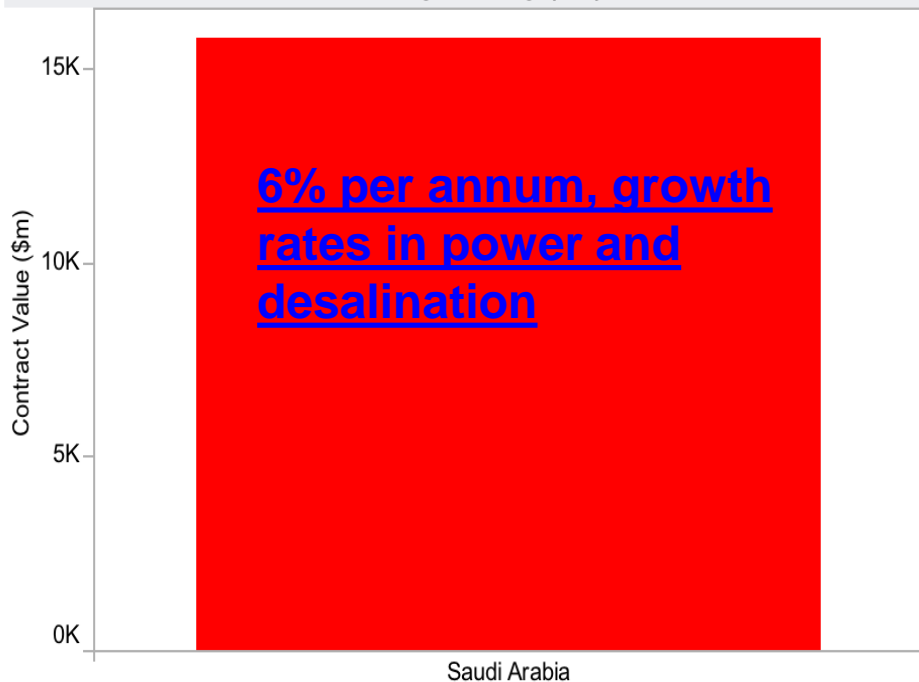 15K
6% per annum, growth
rates in power and
desalination
10K
Contract Value ($m)
5K
0K
Saudi Arabia